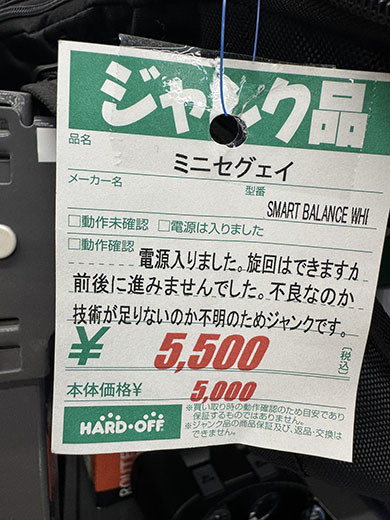 ジャンク品
品名
ミニセグェイ
メーカー名
型番
SMART BALANCE WHI
□動作未確認 □電源は入りました
□動作確認
電源入りました。旋回はできますが
前後に進みませんでした。不良なのか
技術が足りないのか不明のためジャンクです。
¥ 5,500 (税込)
本体価格¥ 5,000
HARD・OFF
※買い取り時の動作確認のため目安であり
保証するものではありません。
※ジャンク品の商品保証及び、返品・交換は
できません。